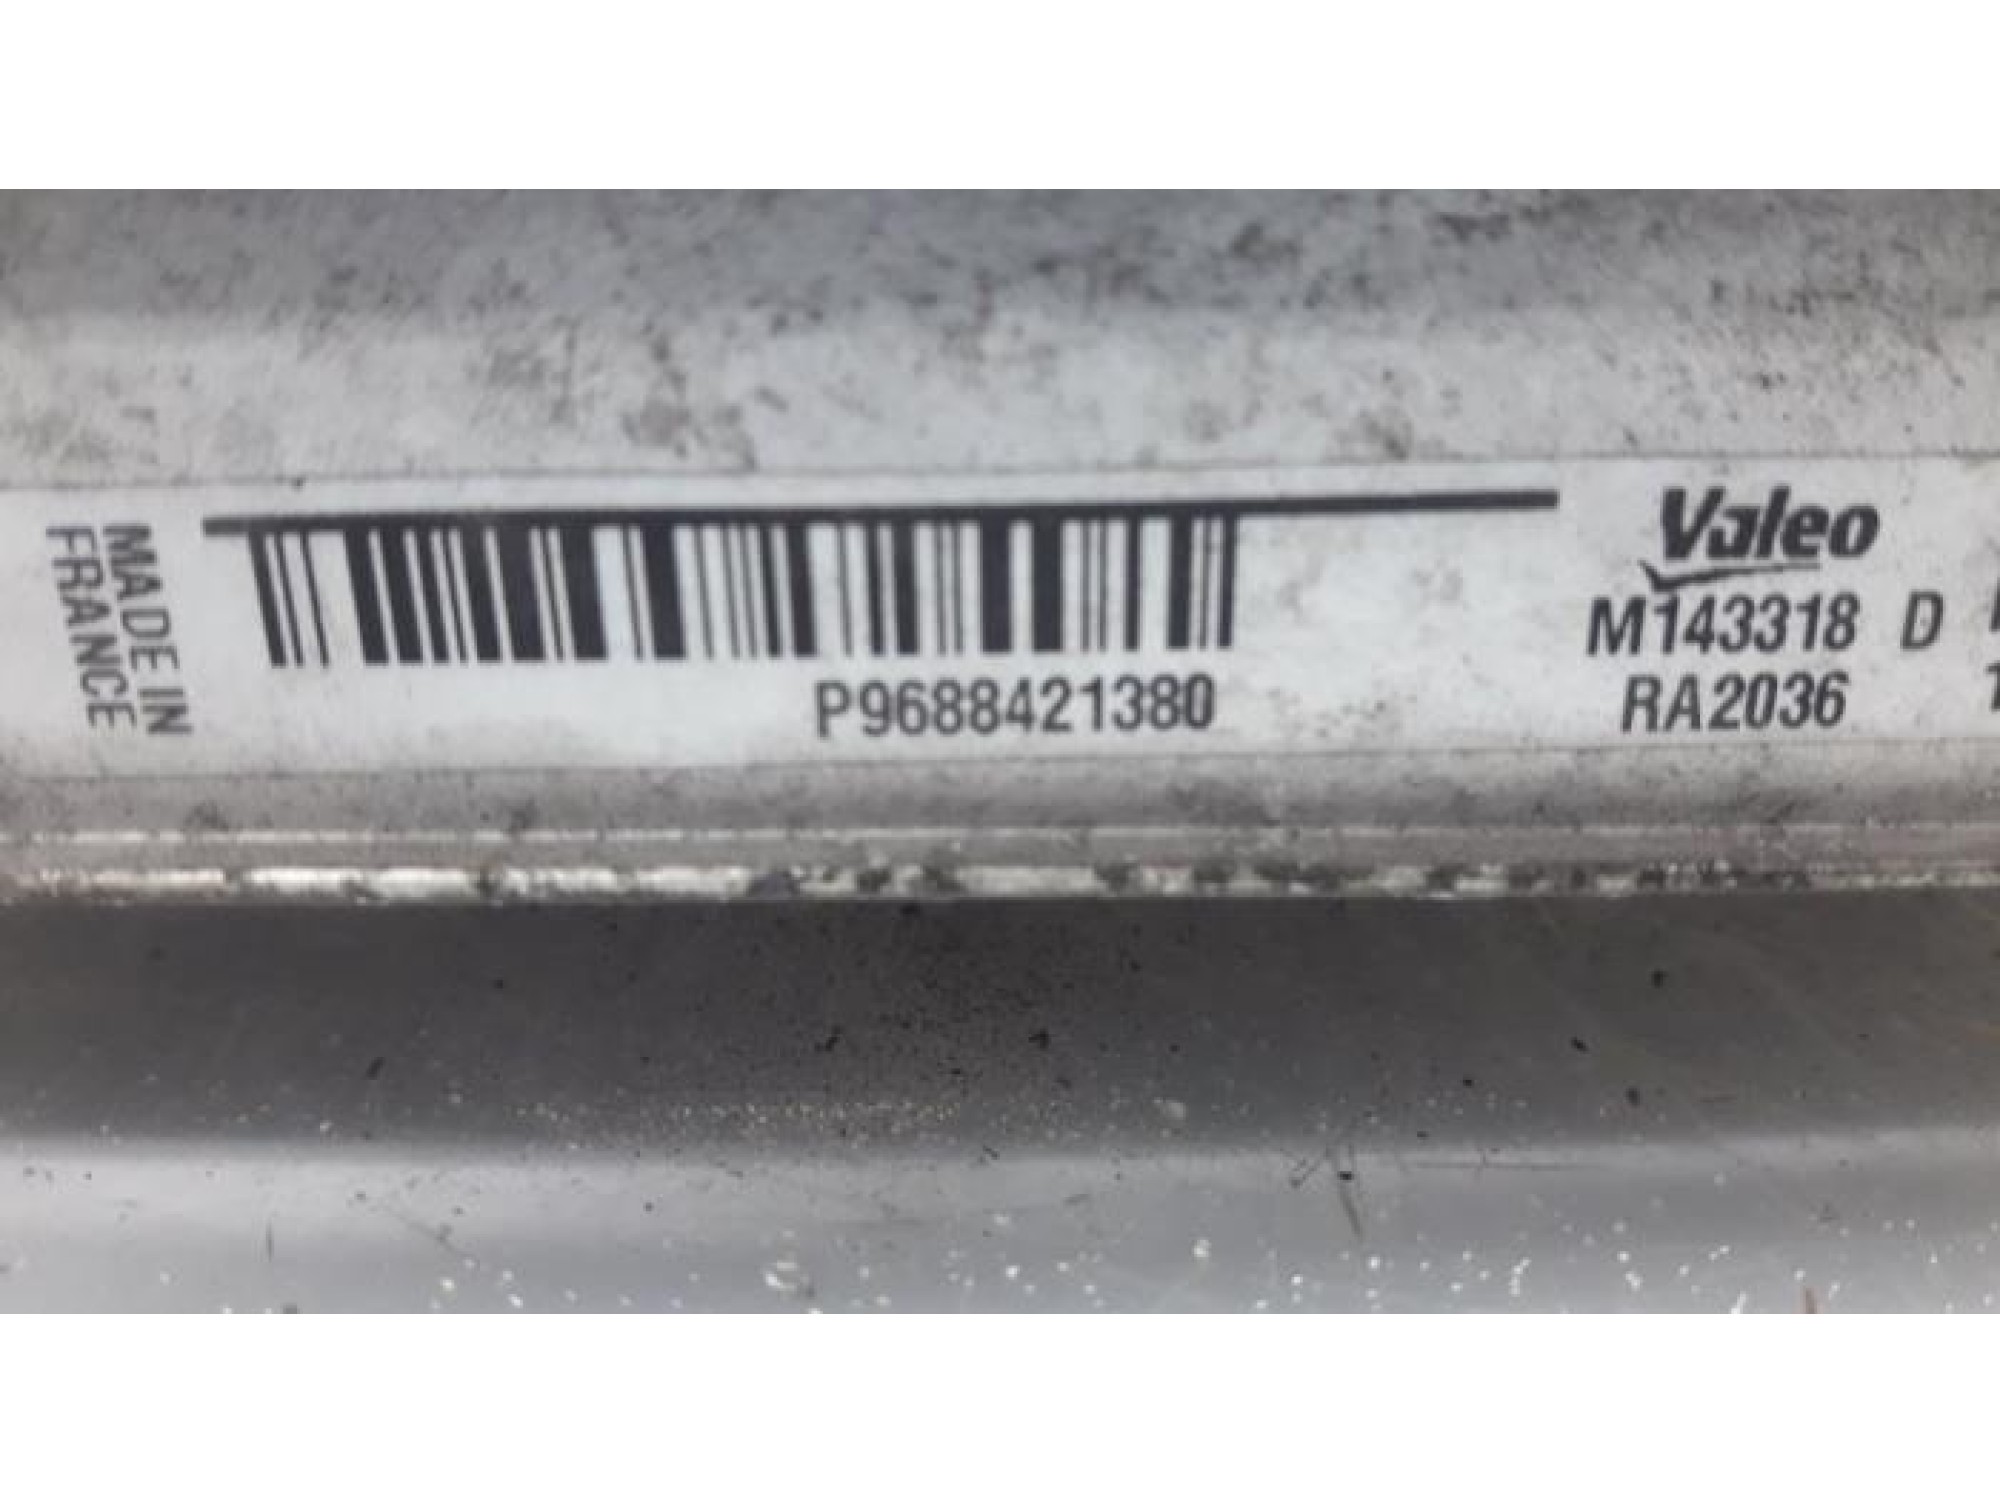 MADE IN
FRANCE
P9688421380
Valeo
M143318 D
RA2036